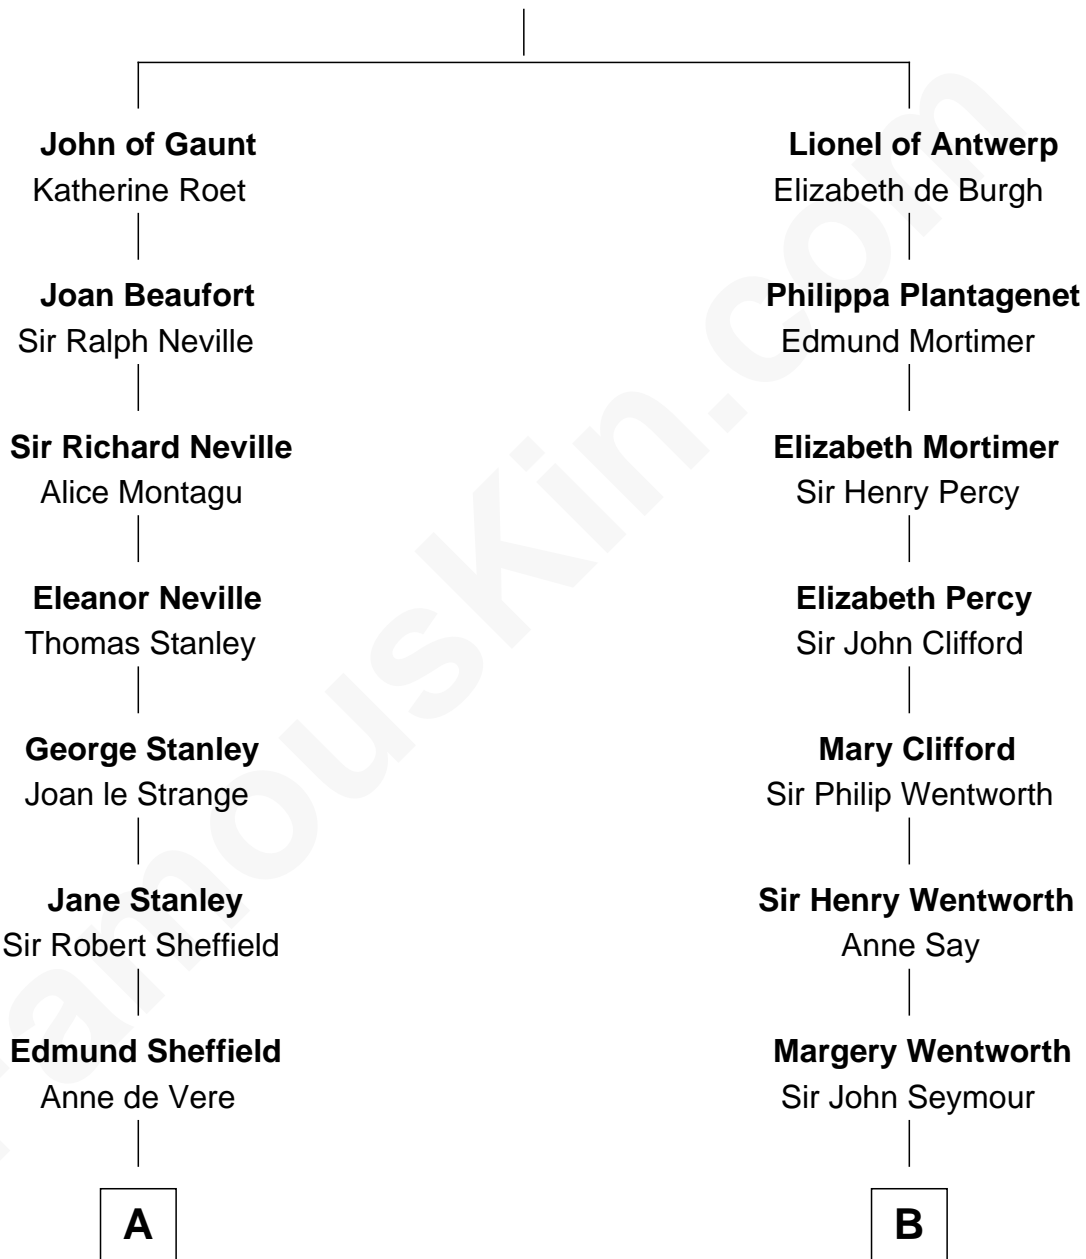 John of Gaunt
Katherine Roet
Joan Beaufort
Sir Ralph Neville
Sir Richard Neville
Alice Montagu
Eleanor Neville
Thomas Stanley
George Stanley
Joan le Strange
Jane Stanley
Sir Robert Sheffield
Edmund Sheffield
Anne de Vere
A
Lionel of Antwerp
Elizabeth de Burgh
Philippa Plantagenet
Edmund Mortimer
Elizabeth Mortimer
Sir Henry Percy
Elizabeth Percy
Sir John Clifford
Mary Clifford
Sir Philip Wentworth
Sir Henry Wentworth
Anne Say
Margery Wentworth
Sir John Seymour
B
FamousKin.com